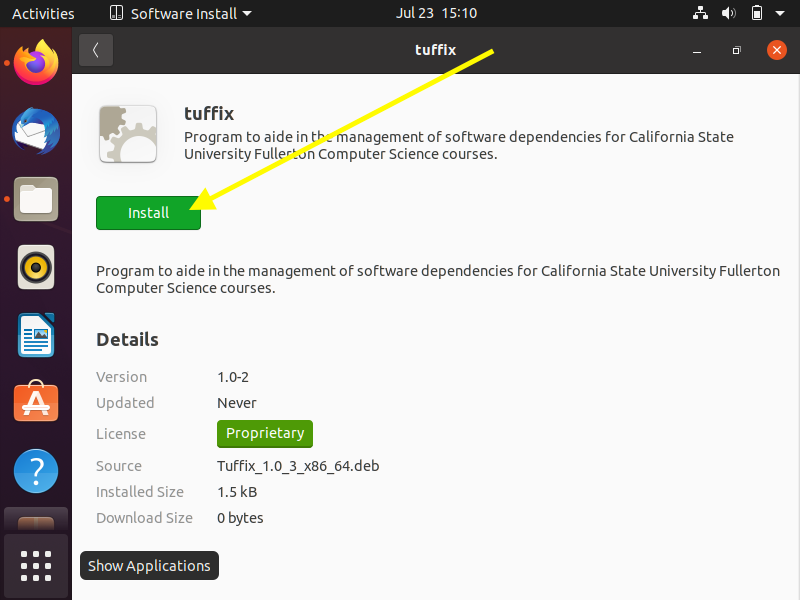 Activities
Software Install
Jul 23 15:10
tuffix
tuffix
Program to aide in the management of software dependencies for California State
University Fullerton Computer Science courses.
Install
Program to aide in the management of software dependencies for California State University Fullerton
Computer Science courses.
Details
Version 1.0-2
Updated Never
License Proprietary
Source Tuffix_1.0_3_x86_64.deb
Installed Size 1.5 kB
Download Size 0 bytes
Show Applications